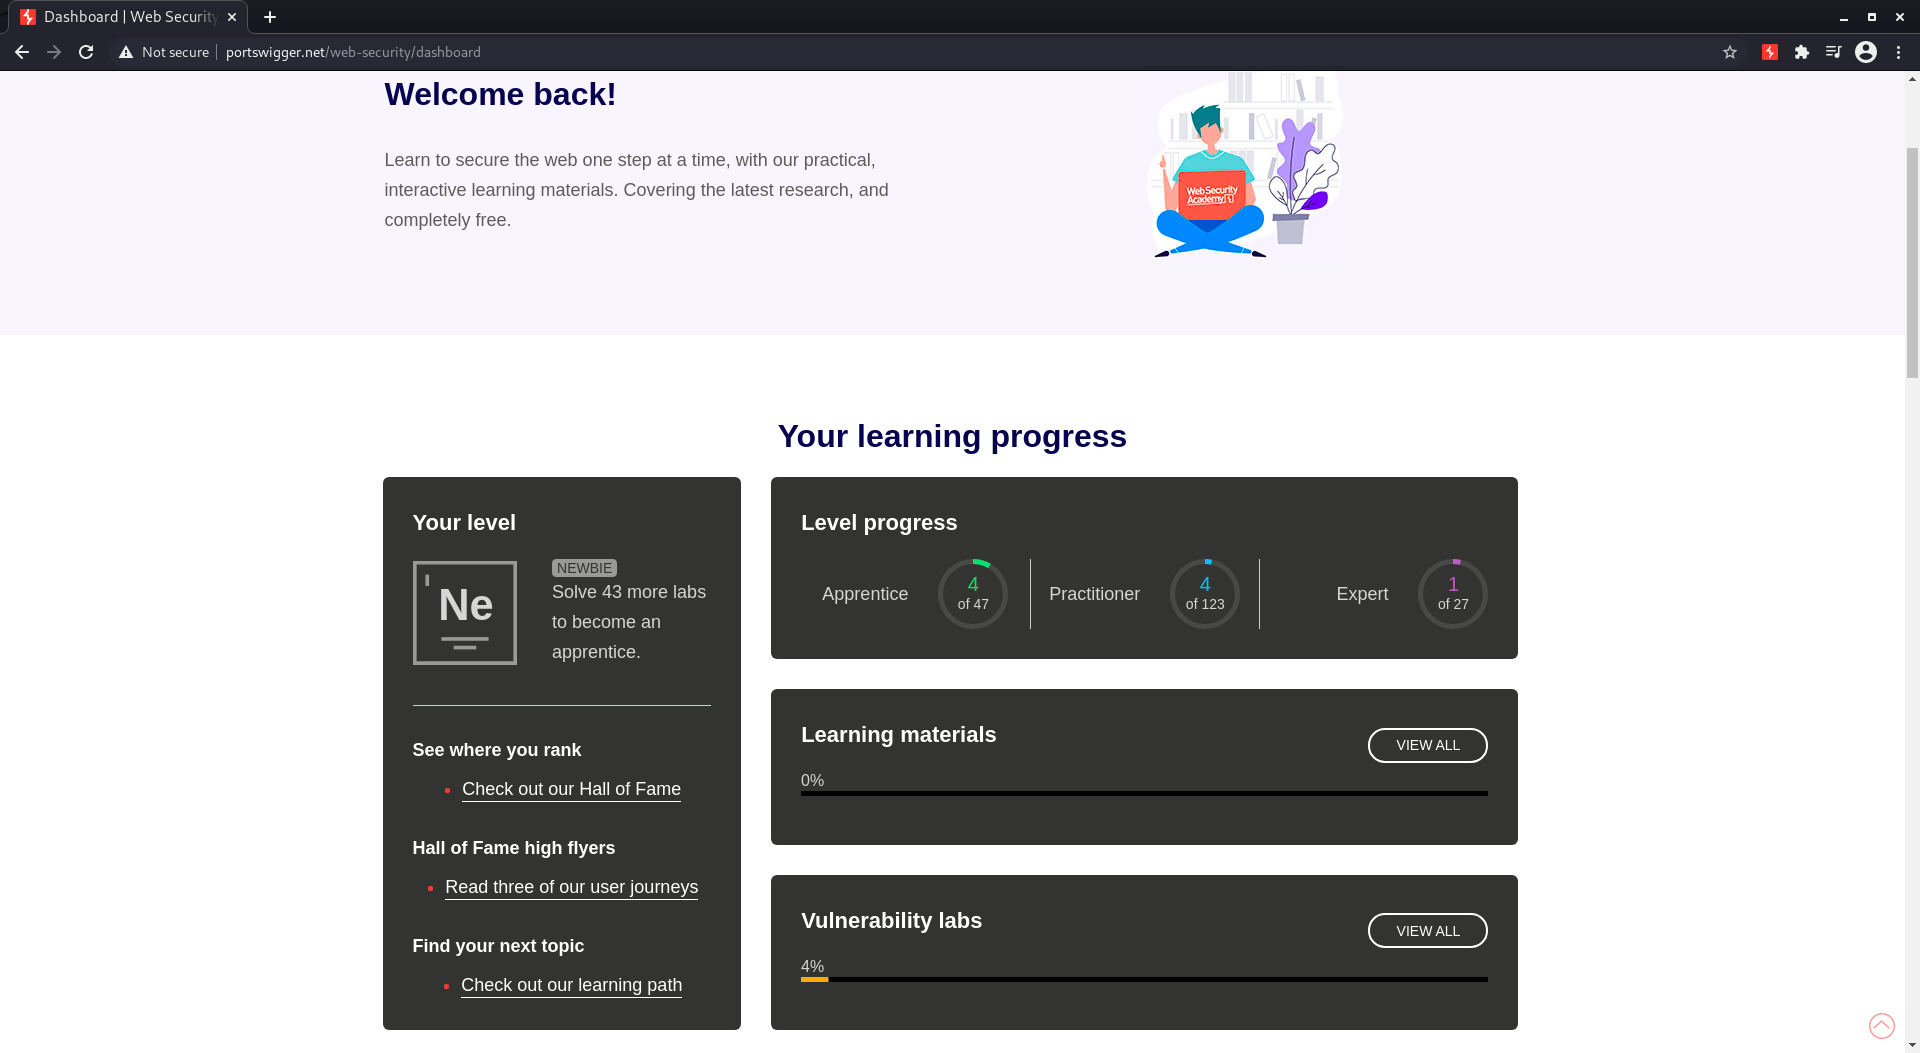 Dashboard | Web Security
Not secure
portswigger.net/web-security/dashboard
Welcome back!
Learn to secure the web one step at a time, with our practical,
interactive learning materials. Covering the latest research, and
completely free.
Web Security
Academy
Your learning progress
Your level
Ne
NEWBIE
Solve 43 more labs
to become an
apprentice.
See where you rank
Check out our Hall of Fame
Hall of Fame high flyers
Read three of our user journeys
Find your next topic
Check out our learning path
Level progress
Apprentice
4
of 47
Practitioner
4
of 123
Expert
1
of 27
Learning materials
VIEW ALL
0%
Vulnerability labs
VIEW ALL
4%